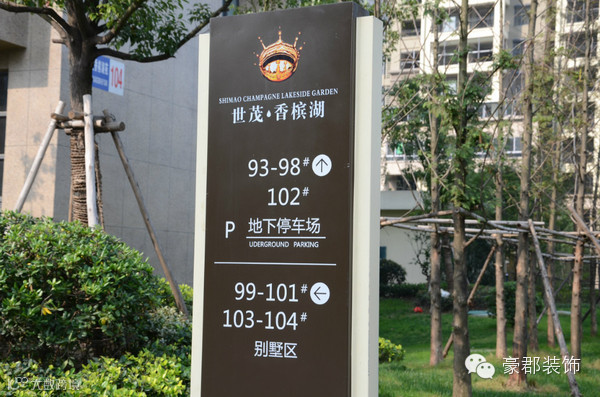 104
SHIMAO CHAMPAGNE LAKESIDE GARDEN
世茂·香槟湖
93-98# ↑
102#
P 地下停车场
UDERGROUND PARKING
99-101# ←
103-104#
别墅区
豪郡装饰